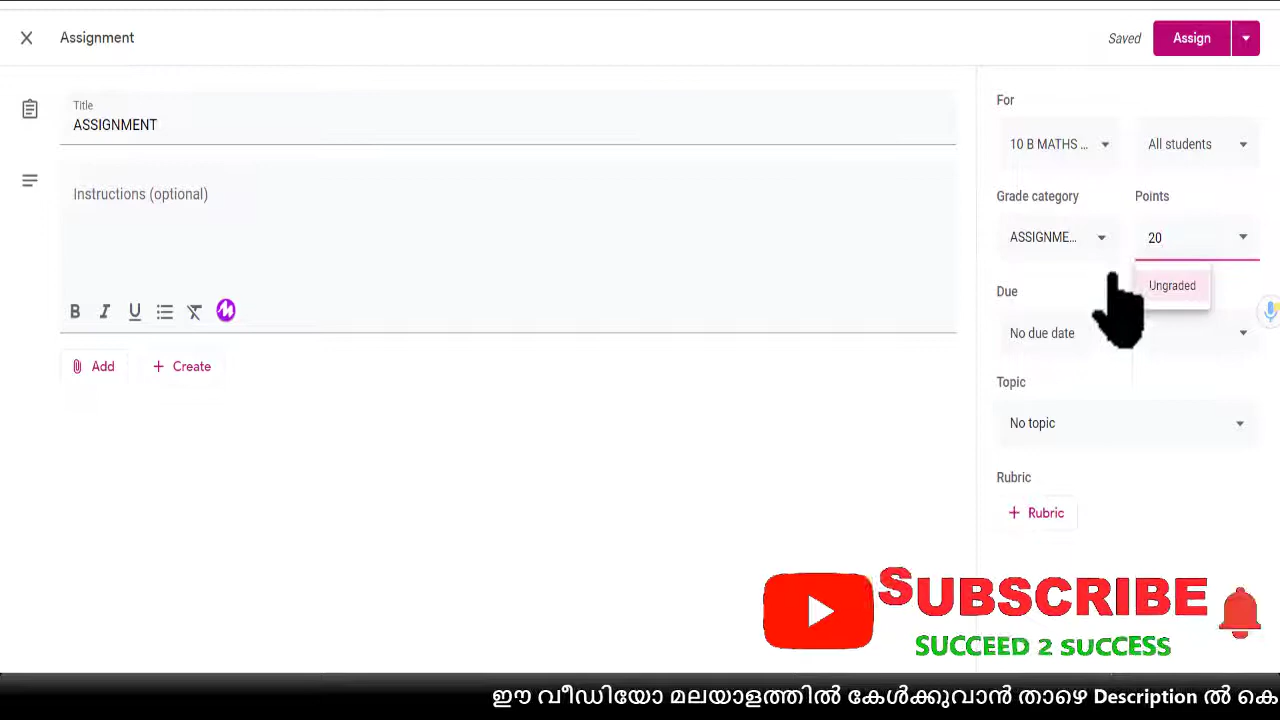 Assignment
Saved
Assign
Title
ASSIGNMENT
Instructions (optional)
B I U
Add
+ Create
For
10 B MATHS ...
All students
Grade category
Points
ASSIGNME...
20
Ungraded
Due
No due date
Topic
No topic
Rubric
+ Rubric
SUBSCRIBE
SUCCEED 2 SUCCESS
ഈ വീഡിയോ മലയാളത്തിൽ കേൾക്കുവാൻ താഴെ Description ൽ കൊ